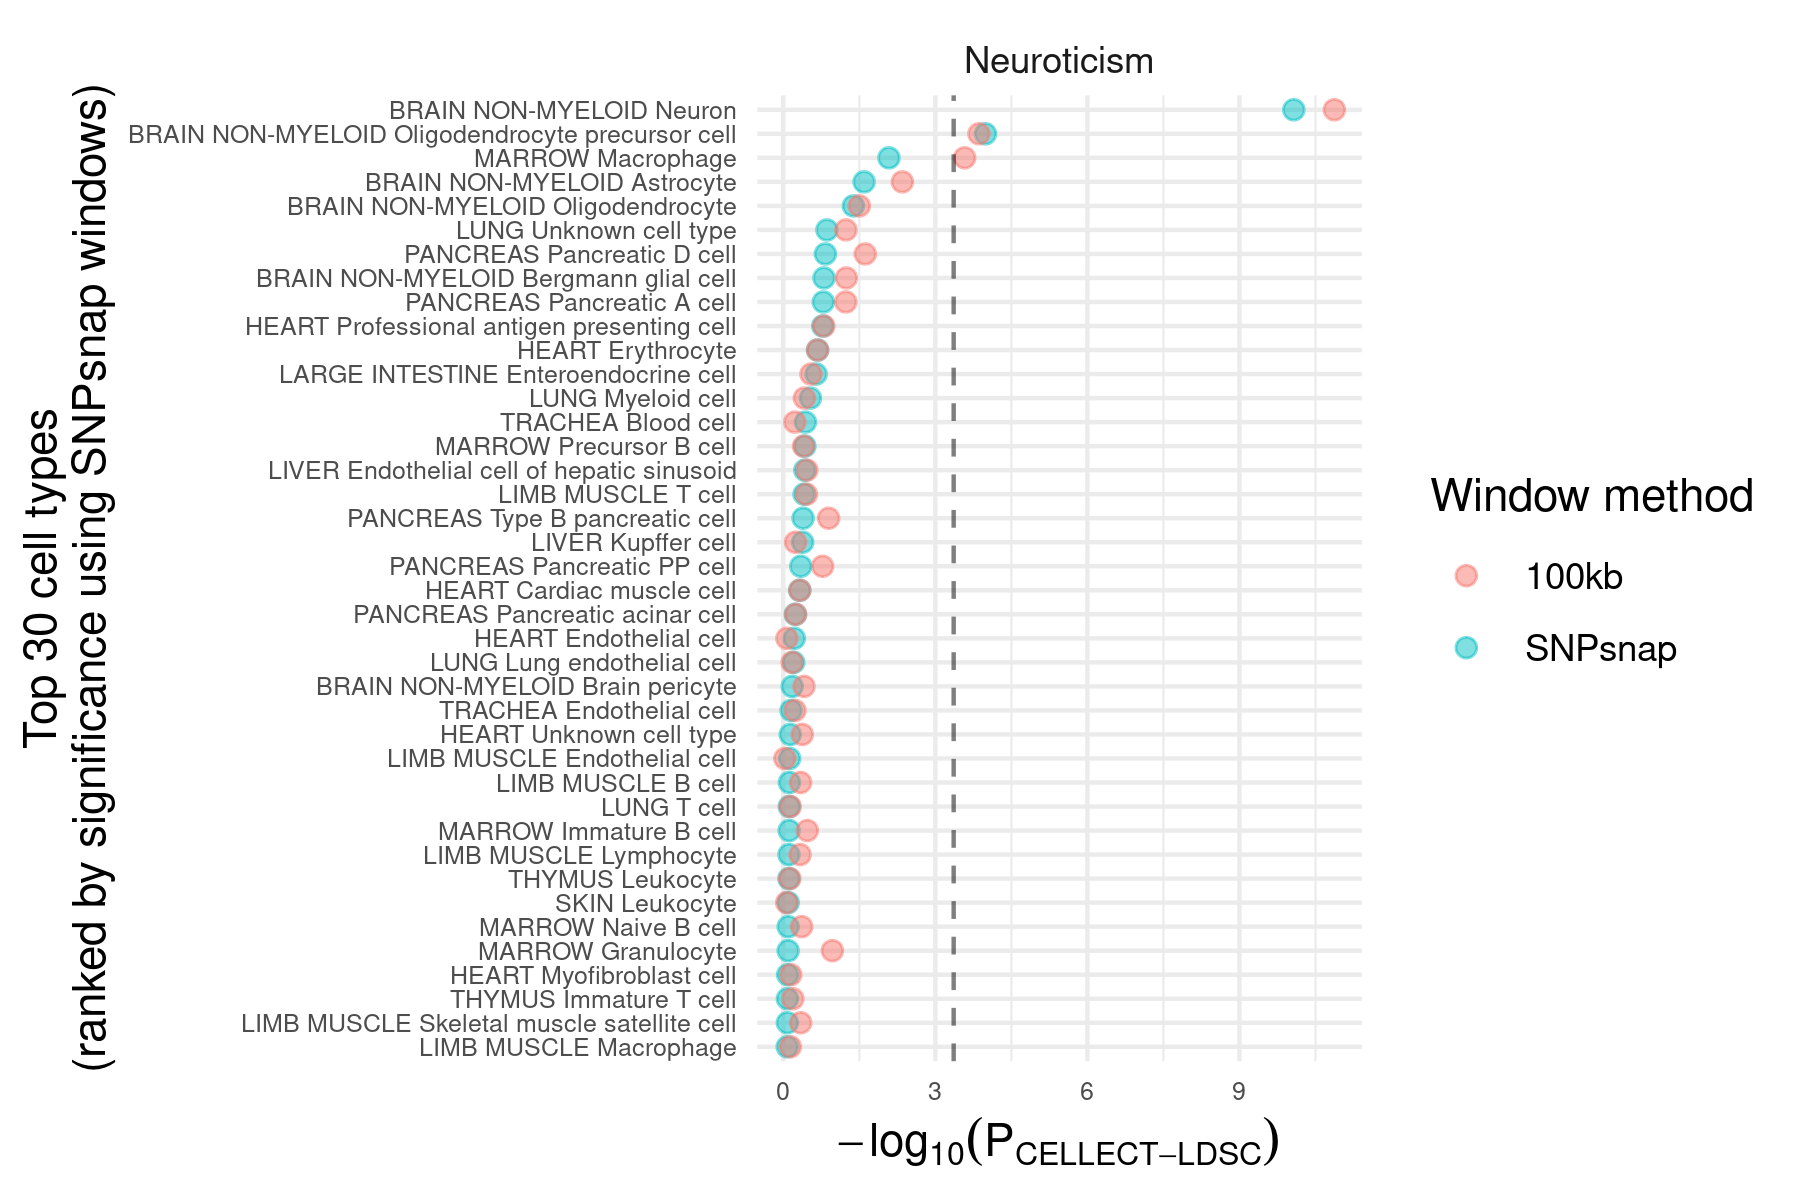 Neuroticism
Top 30 cell types
(ranked by significance using SNPsnap windows)
BRAIN NON-MYELOID Neuron
BRAIN NON-MYELOID Oligodendrocyte precursor cell
MARROW Macrophage
BRAIN NON-MYELOID Astrocyte
BRAIN NON-MYELOID Oligodendrocyte
LUNG Unknown cell type
PANCREAS Pancreatic D cell
BRAIN NON-MYELOID Bergmann glial cell
PANCREAS Pancreatic A cell
HEART Professional antigen presenting cell
HEART Erythrocyte
LARGE INTESTINE Enteroendocrine cell
LUNG Myeloid cell
TRACHEA Blood cell
MARROW Precursor B cell
LIVER Endothelial cell of hepatic sinusoid
LIMB MUSCLE T cell
PANCREAS Type B pancreatic cell
LIVER Kupffer cell
PANCREAS Pancreatic PP cell
HEART Cardiac muscle cell
PANCREAS Pancreatic acinar cell
HEART Endothelial cell
LUNG Lung endothelial cell
BRAIN NON-MYELOID Brain pericyte
TRACHEA Endothelial cell
HEART Unknown cell type
LIMB MUSCLE Endothelial cell
LIMB MUSCLE B cell
LUNG T cell
MARROW Immature B cell
LIMB MUSCLE Lymphocyte
THYMUS Leukocyte
SKIN Leukocyte
MARROW Naive B cell
MARROW Granulocyte
HEART Myofibroblast cell
THYMUS Immature T cell
LIMB MUSCLE Skeletal muscle satellite cell
LIMB MUSCLE Macrophage
0 3 6 9
−log10(PCELLECT−LDSC)
Window method
100kb
SNPsnap